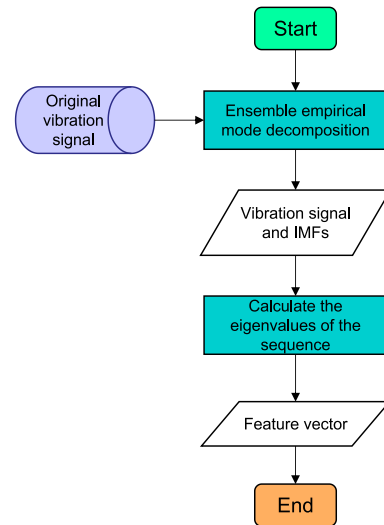 Start
Original
vibration
signal
Ensemble empirical
mode decomposition
Vibration signal
and IMFs
Calculate the
eigenvalues of the
sequence
Feature vector
End